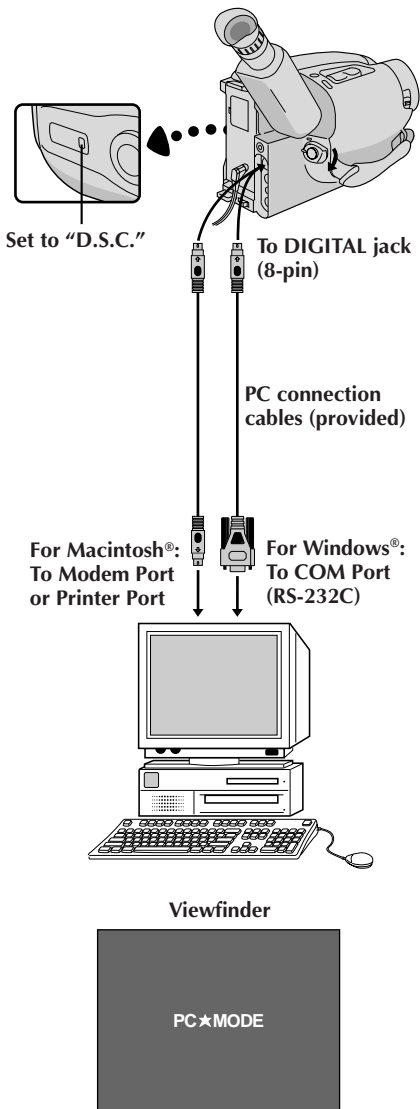 Set to “D.S.C.”
To DIGITAL jack
(8-pin)
PC connection
cables (provided)
For Macintosh®:
To Modem Port
or Printer Port
For Windows®:
To COM Port
(RS-232C)
Viewfinder
PC★MODE